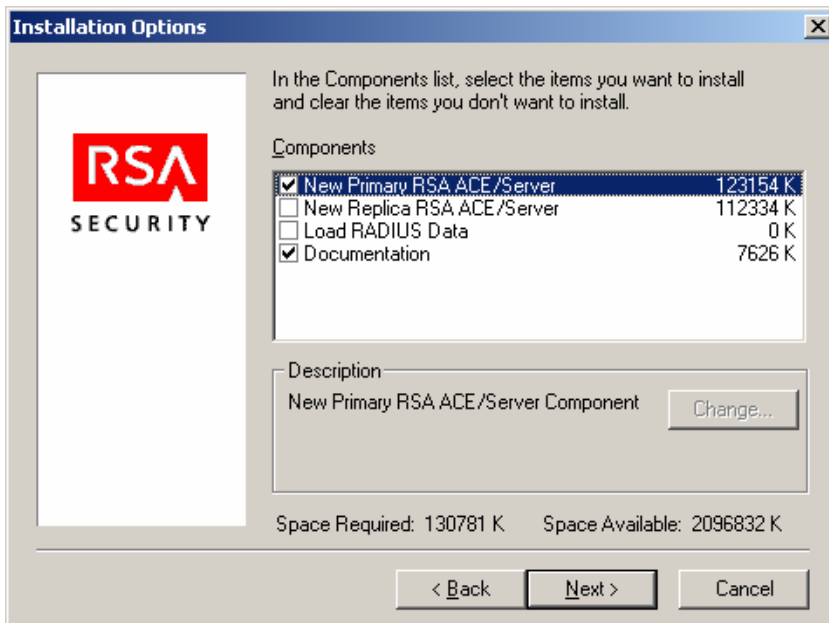 Installation Options
In the Components list, select the items you want to install
and clear the items you don't want to install.
RSA
SECURITY
Components
New Primary RSA ACE/Server 123154 K
New Replica RSA ACE/Server 112334 K
Load RADIUS Data 0 K
Documentation 7626 K
Description
New Primary RSA ACE/Server Component
Change...
Space Required: 130781 K Space Available: 2096832 K
< Back Next > Cancel